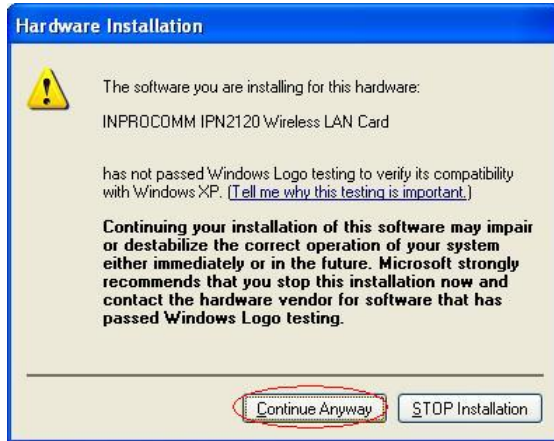 Hardware Installation
The software you are installing for this hardware:
INPROCOMM IPN2120 Wireless LAN Card
has not passed Windows Logo testing to verify its compatibility
with Windows XP. (Tell me why this testing is important.)
Continuing your installation of this software may impair
or destabilize the correct operation of your system
either immediately or in the future. Microsoft strongly
recommends that you stop this installation now and
contact the hardware vendor for software that has
passed Windows Logo testing.
Continue Anyway
STOP Installation